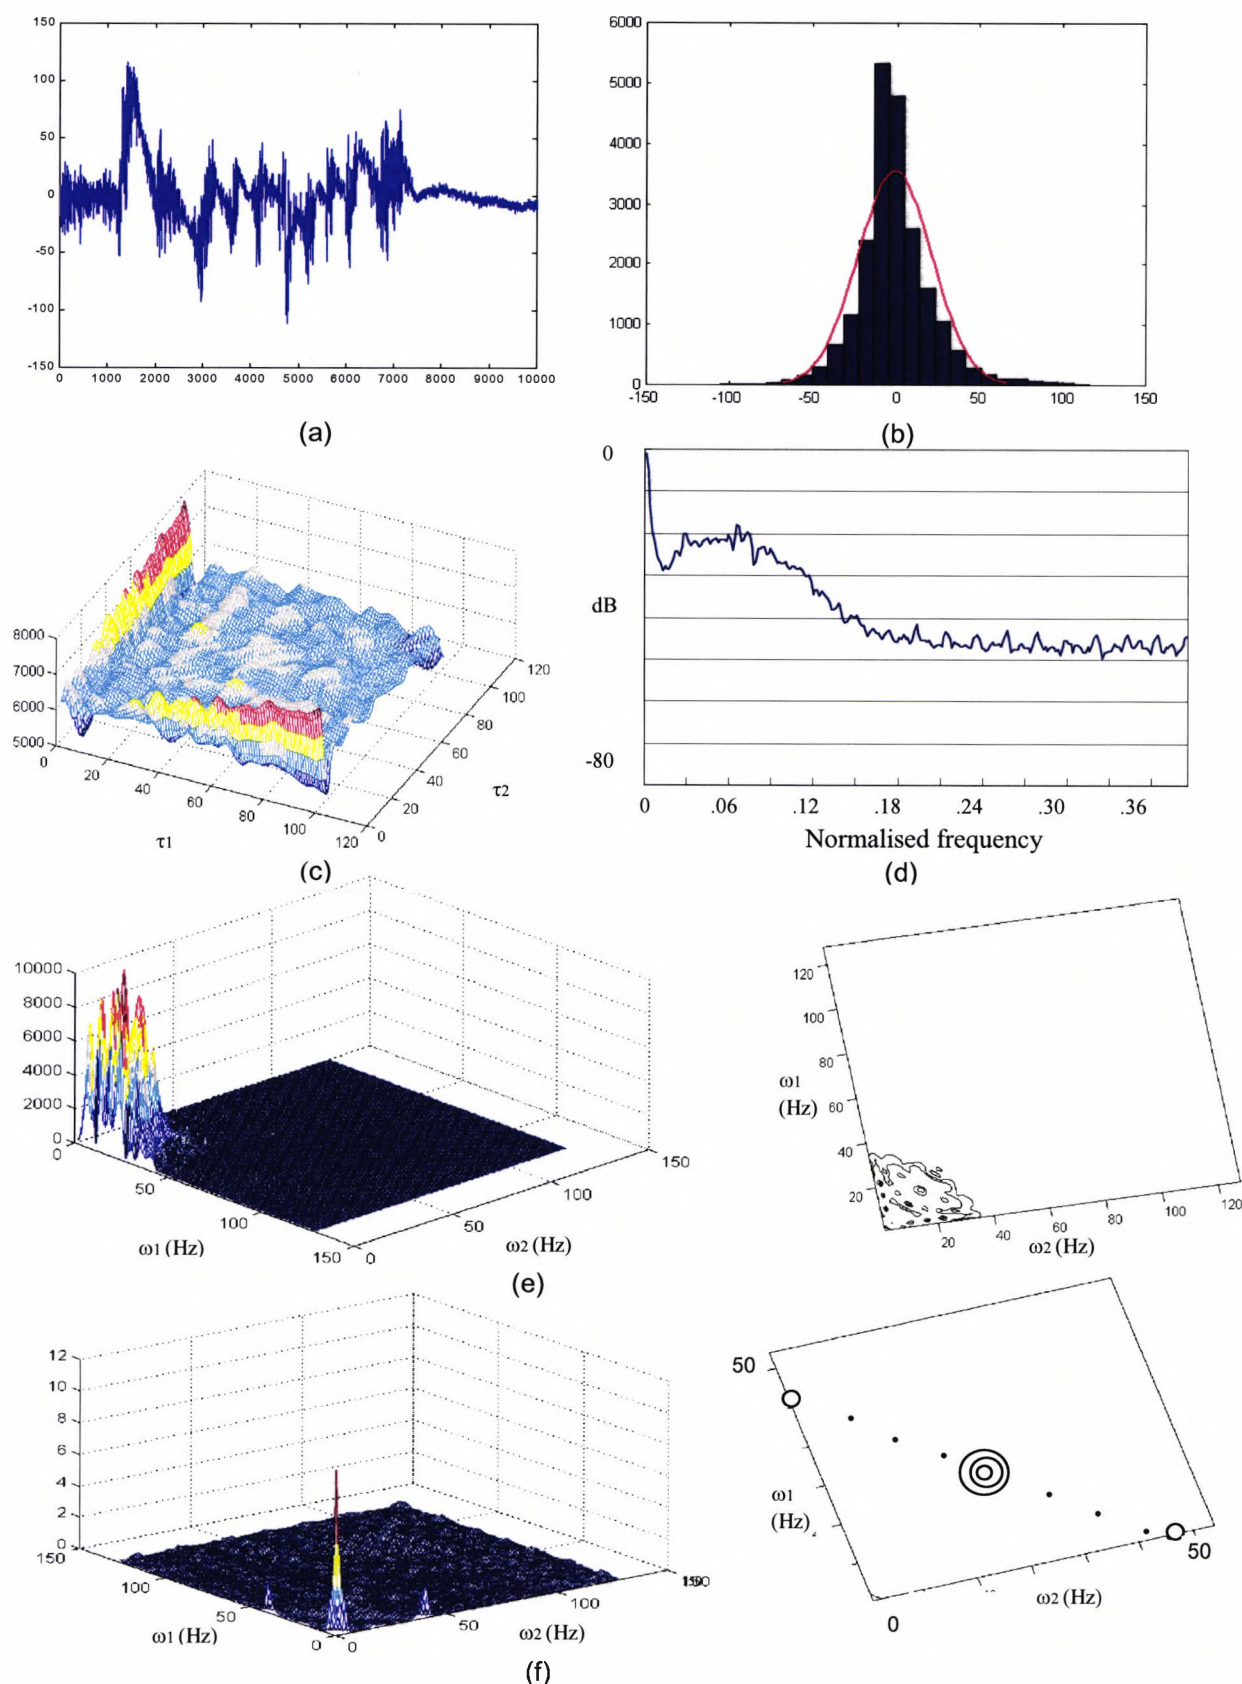 150
100
50
0
-50
-100
-150
0 1000 2000 3000 4000 5000 6000 7000 8000 9000 10000
(a)
6000
5000
4000
3000
2000
1000
0
-150 -100 -50 0 50 100 150
(b)
8000
7000
6000
5000
0 20 40 60 80 100 120
τ1
0 20 40 60 80 100 120
τ2
(c)
0
dB
-80
0 .06 .12 .18 .24 .30 .36
Normalised frequency
(d)
10000
8000
6000
4000
2000
0
0 50 100 150
ω1 (Hz)
0 50 100 150
ω2 (Hz)
120
100
80
60
40
20
ω1
(Hz)
20 40 60 80 100 120
ω2 (Hz)
(e)
12
10
8
6
4
2
0
150 100 50 0
ω1 (Hz)
0 50 100
ω2 (Hz)
50
ω1
(Hz)
0
50
ω2 (Hz)
(f)